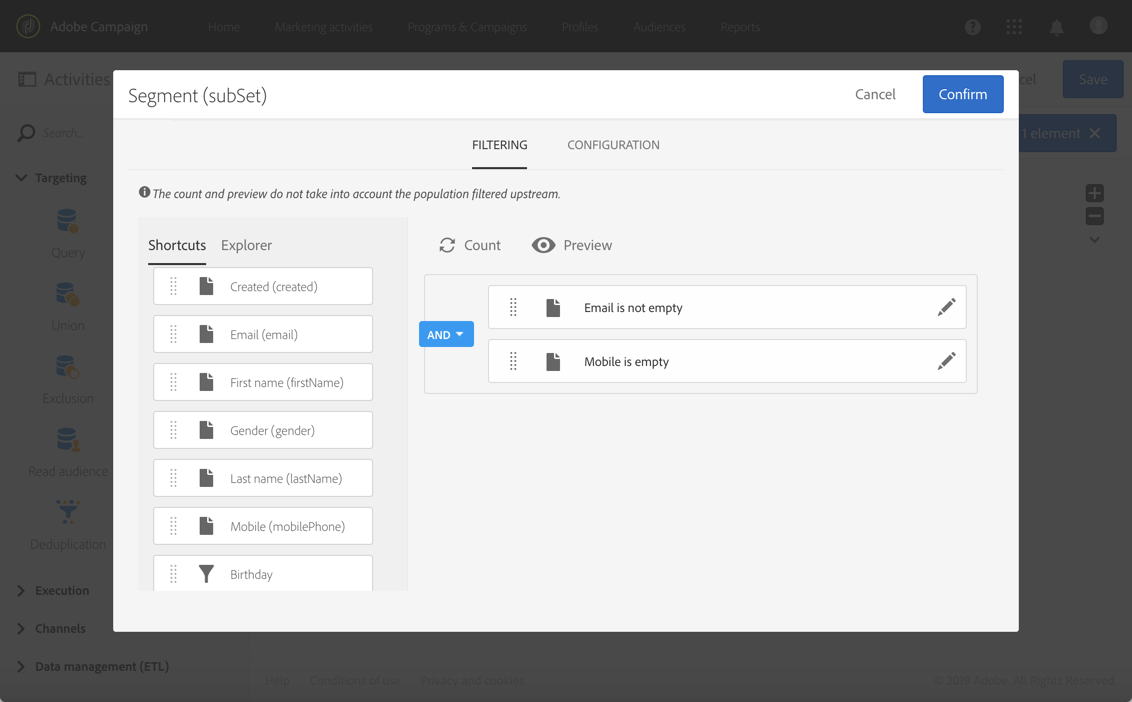 Adobe Campaign Home Marketing activities Programs & Campaigns Profiles Audiences Reports
Activities
cel
Save
Segment (subSet)
Cancel
Confirm
Search...
1 element
FILTERING
CONFIGURATION
Targeting
The count and preview do not take into account the population filtered upstream.
Query
Union
Exclusion
Read audience
Deduplication
Execution
Channels
Data management (ETL)
Shortcuts
Explorer
Created (created)
Email (email)
First name (firstName)
Gender (gender)
Last name (lastName)
Mobile (mobilePhone)
Birthday
Count
Preview
AND
Email is not empty
Mobile is empty
Help Conditions of use Privacy and cookies
© 2019 Adobe. All Rights Reserved.